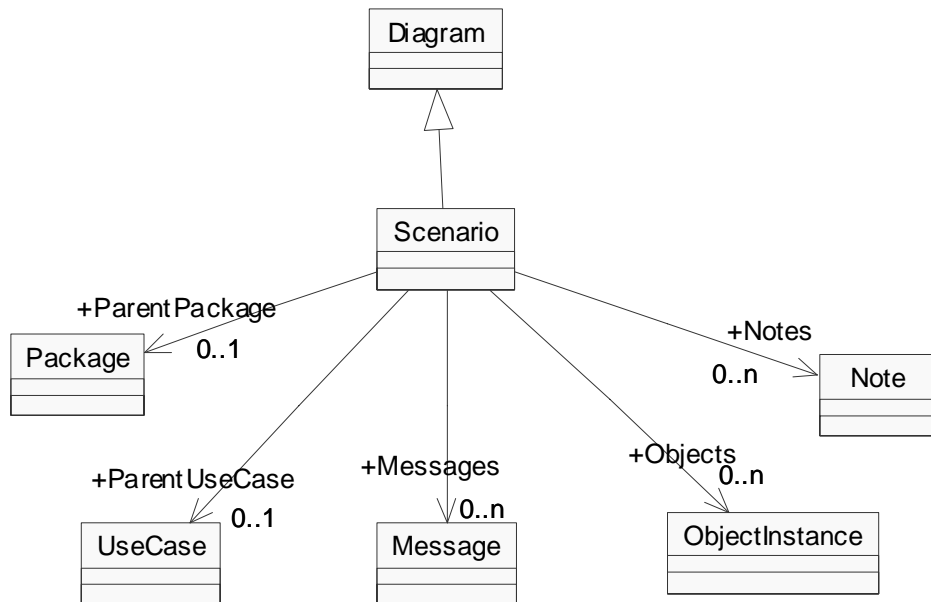 Diagram
Scenario
+ParentPackage
0..1
Package
+Notes
0..n
Note
+ParentUseCase
0..1
UseCase
+Messages
0..n
Message
+Objects
0..n
ObjectInstance